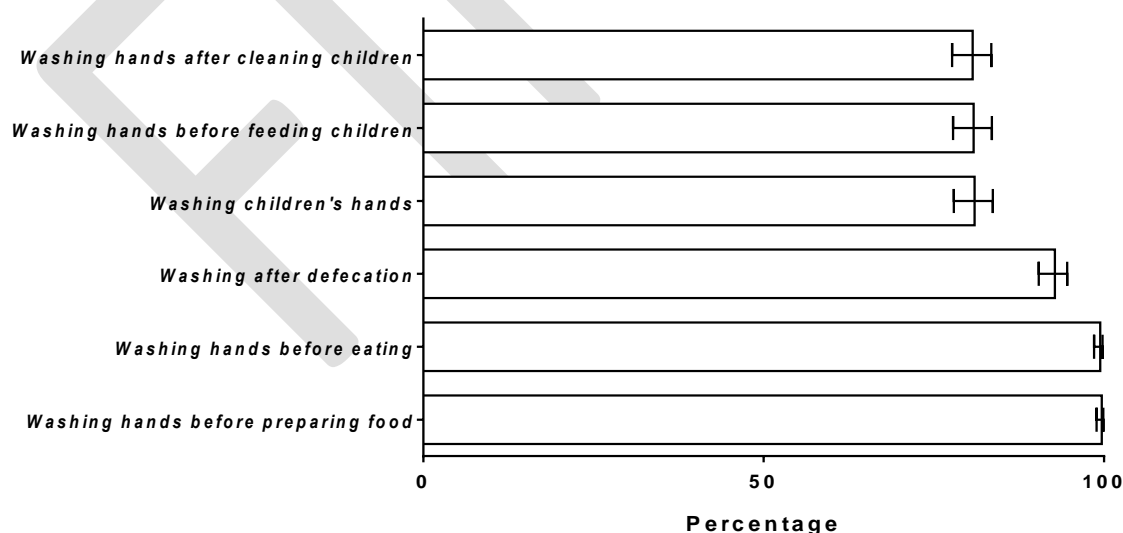 Washing hands after cleaning children
Washing hands before feeding children
Washing children's hands
Washing after defecation
Washing hands before eating
Washing hands before preparing food
0 50 100
Percentage